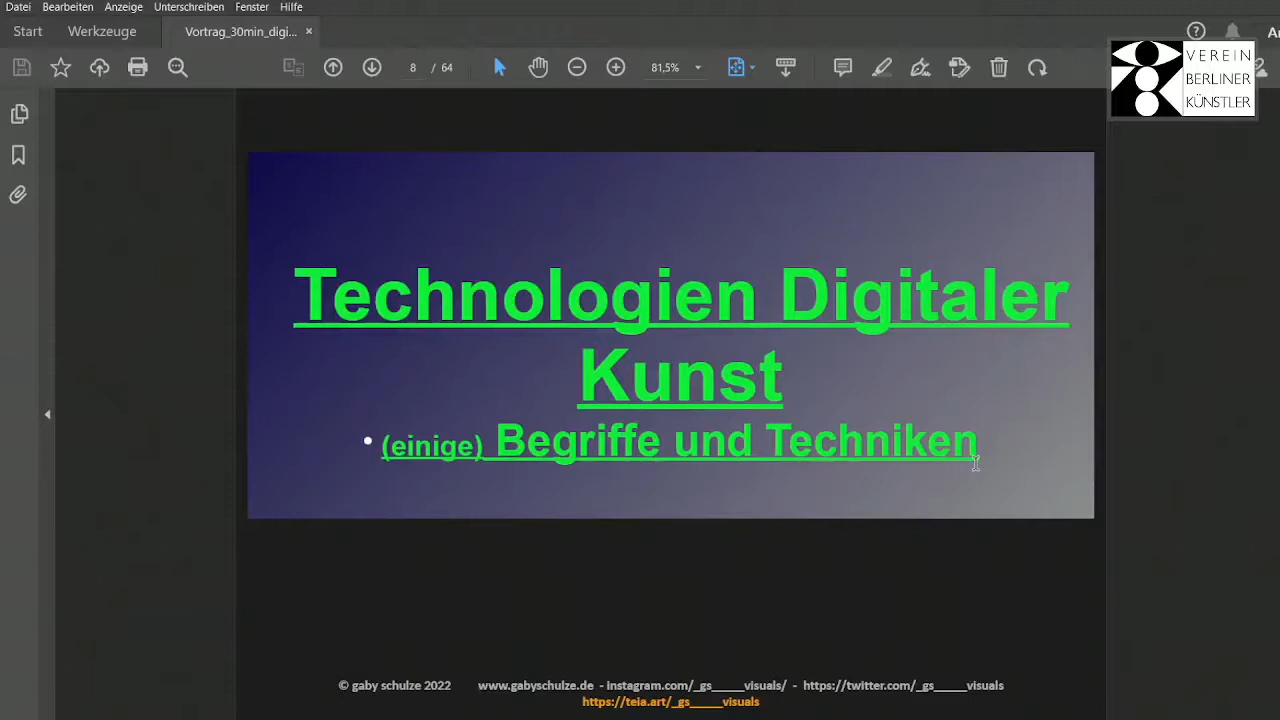 Datei Bearbeiten Anzeige Unterschreiben Fenster Hilfe
Start Werkzeuge Vortrag_30min_digi... ×
8 / 64 81,5%
VEREIN
BERLINER
KÜNSTLER
Technologien Digitaler
Kunst
• (einige) Begriffe und Techniken
© gaby schulze 2022 www.gabyschulze.de - instagram.com/_gs_____visuals/ - https://twitter.com/_gs_____visuals
https://teia.art/_gs_____visuals